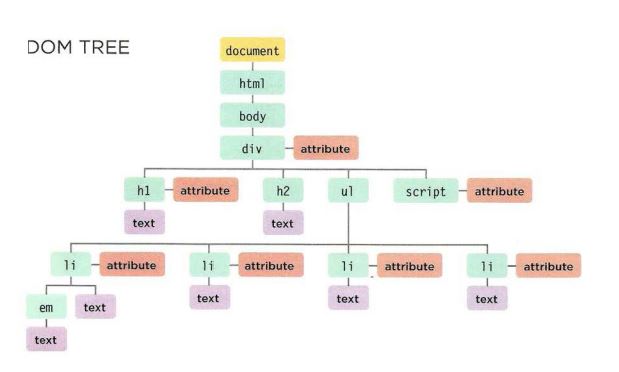 DOM TREE
document
html
body
div attribute
h1 attribute h2 ul script attribute
text text
li attribute li attribute li attribute li attribute
em text text text text
text